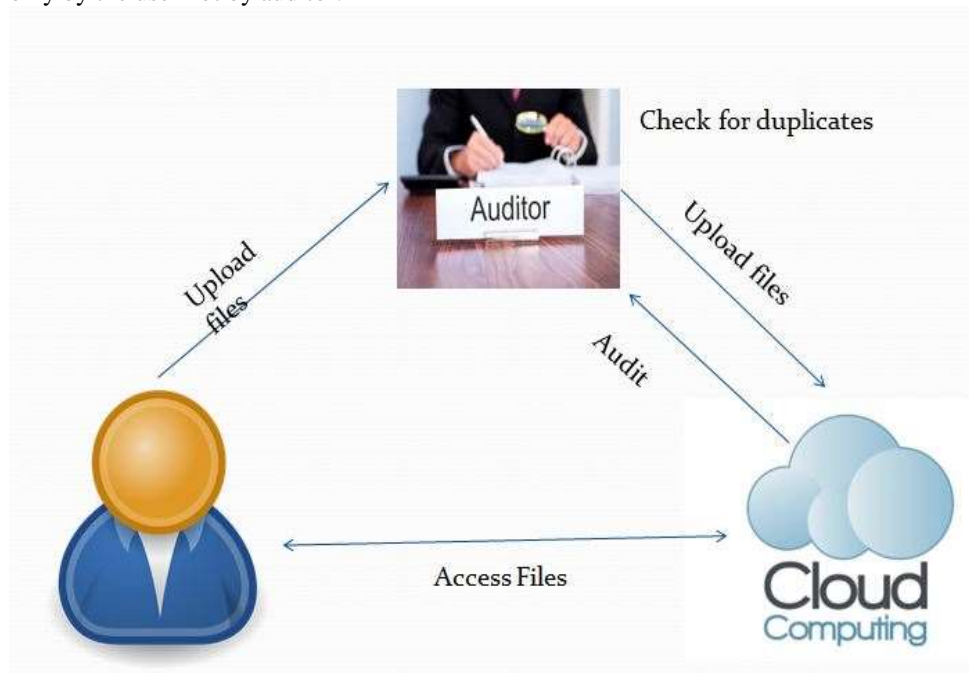 Check for duplicates
Auditor
Upload
files
Upload files
Audit
Access Files
Cloud
Computing